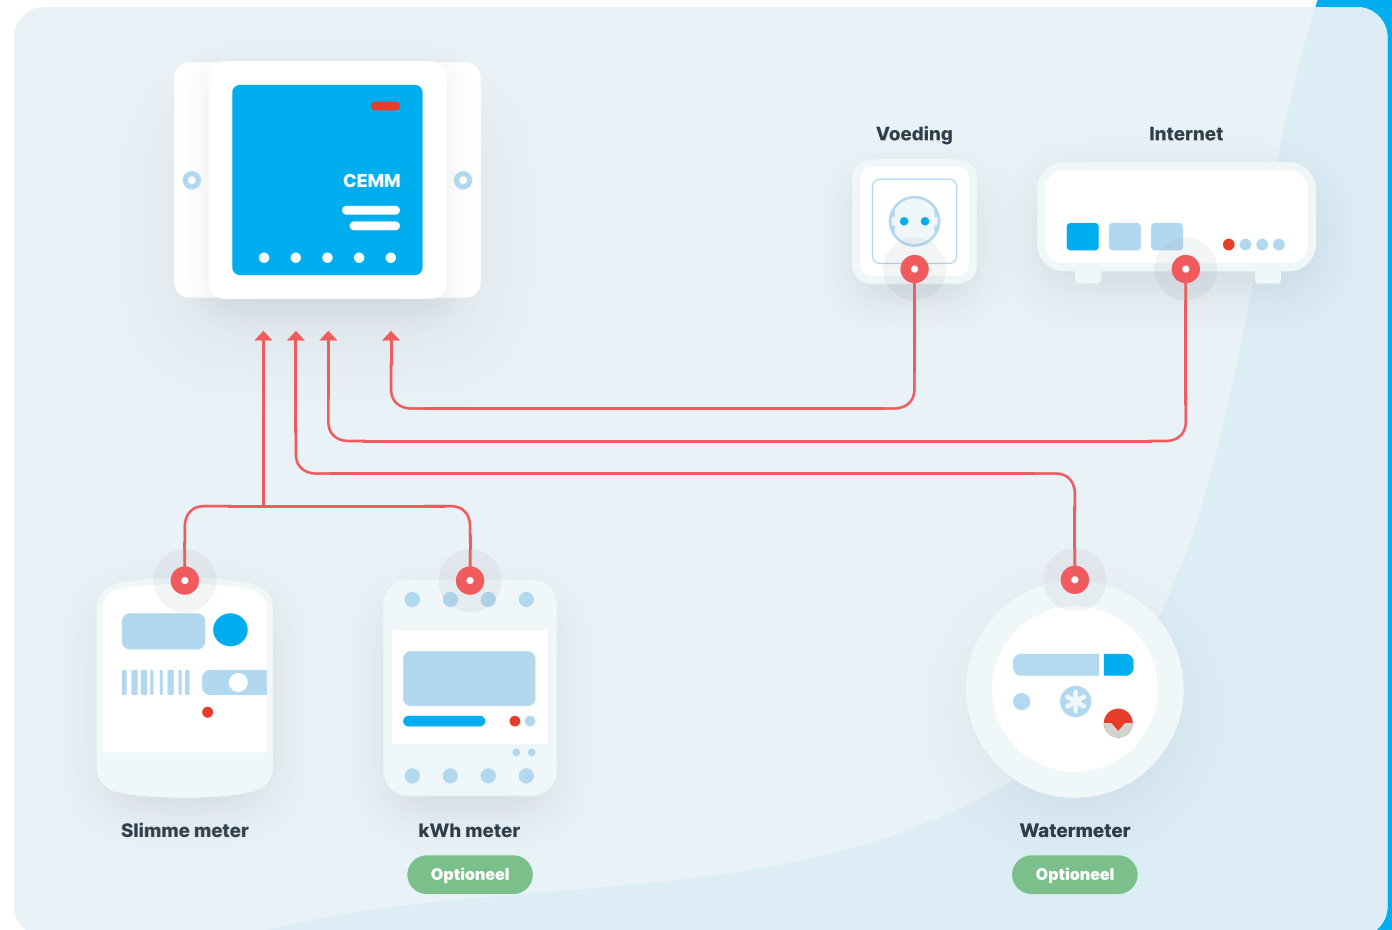 CEMM
Voeding
Internet
Slimme meter
kWh meter
Optioneel
Watermeter
Optioneel